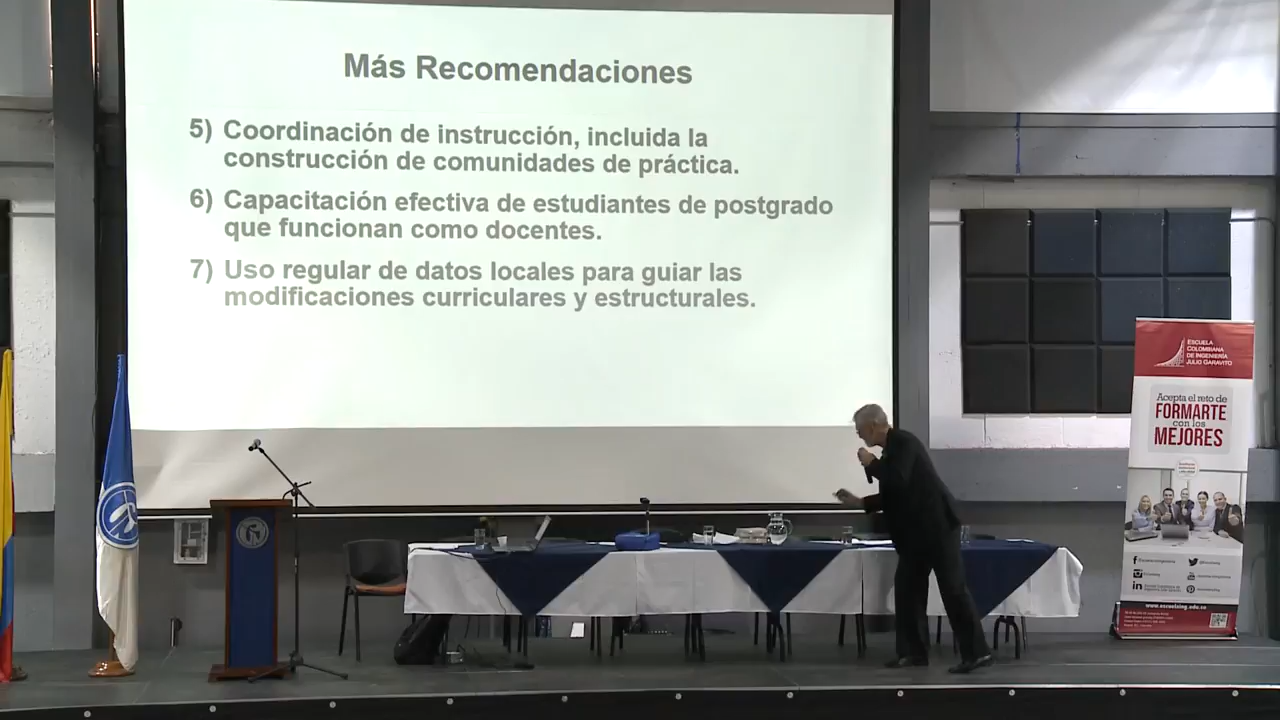 Más Recomendaciones
5) Coordinación de instrucción, incluida la
construcción de comunidades de práctica.
6) Capacitación efectiva de estudiantes de postgrado
que funcionan como docentes.
7) Uso regular de datos locales para guiar las
modificaciones curriculares y estructurales.
ESCUELA
COLOMBIANA
DE INGENIERÍA
JULIO GARAVITO
Acepta el reto de
FORMARTE
con los
MEJORES
www.escuelaing.edu.co